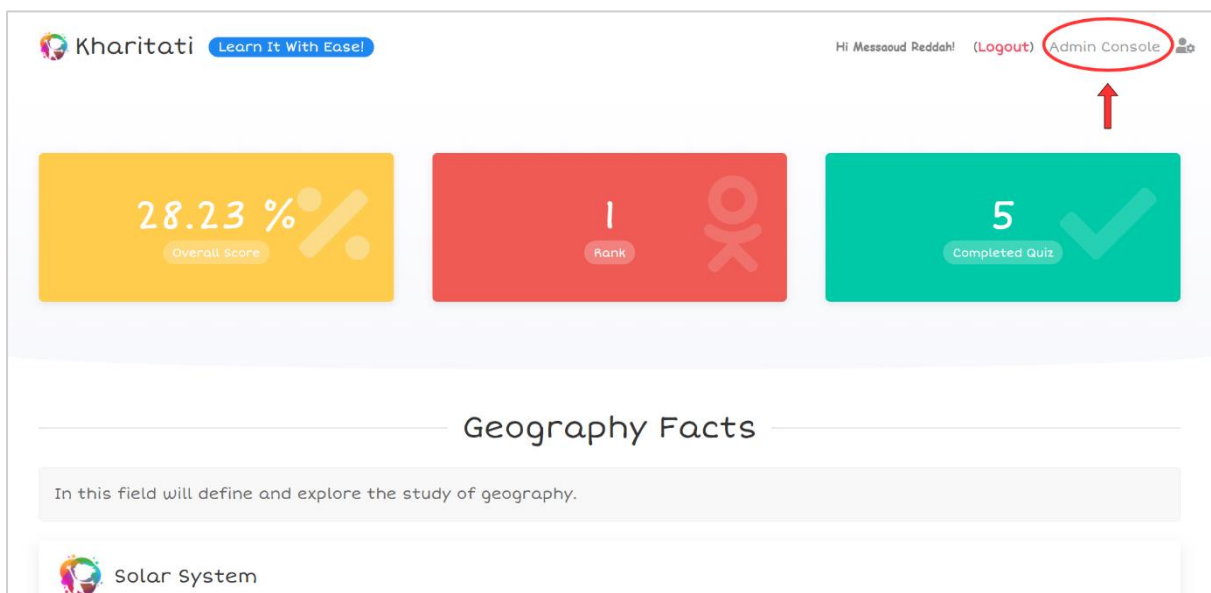 Kharitati Learn It With Ease!
Hi Messaoud Reddah! (Logout) Admin Console
28.23 %
Overall Score
1
Rank
5
Completed Quiz
Geography Facts
In this field will define and explore the study of geography.
Solar System